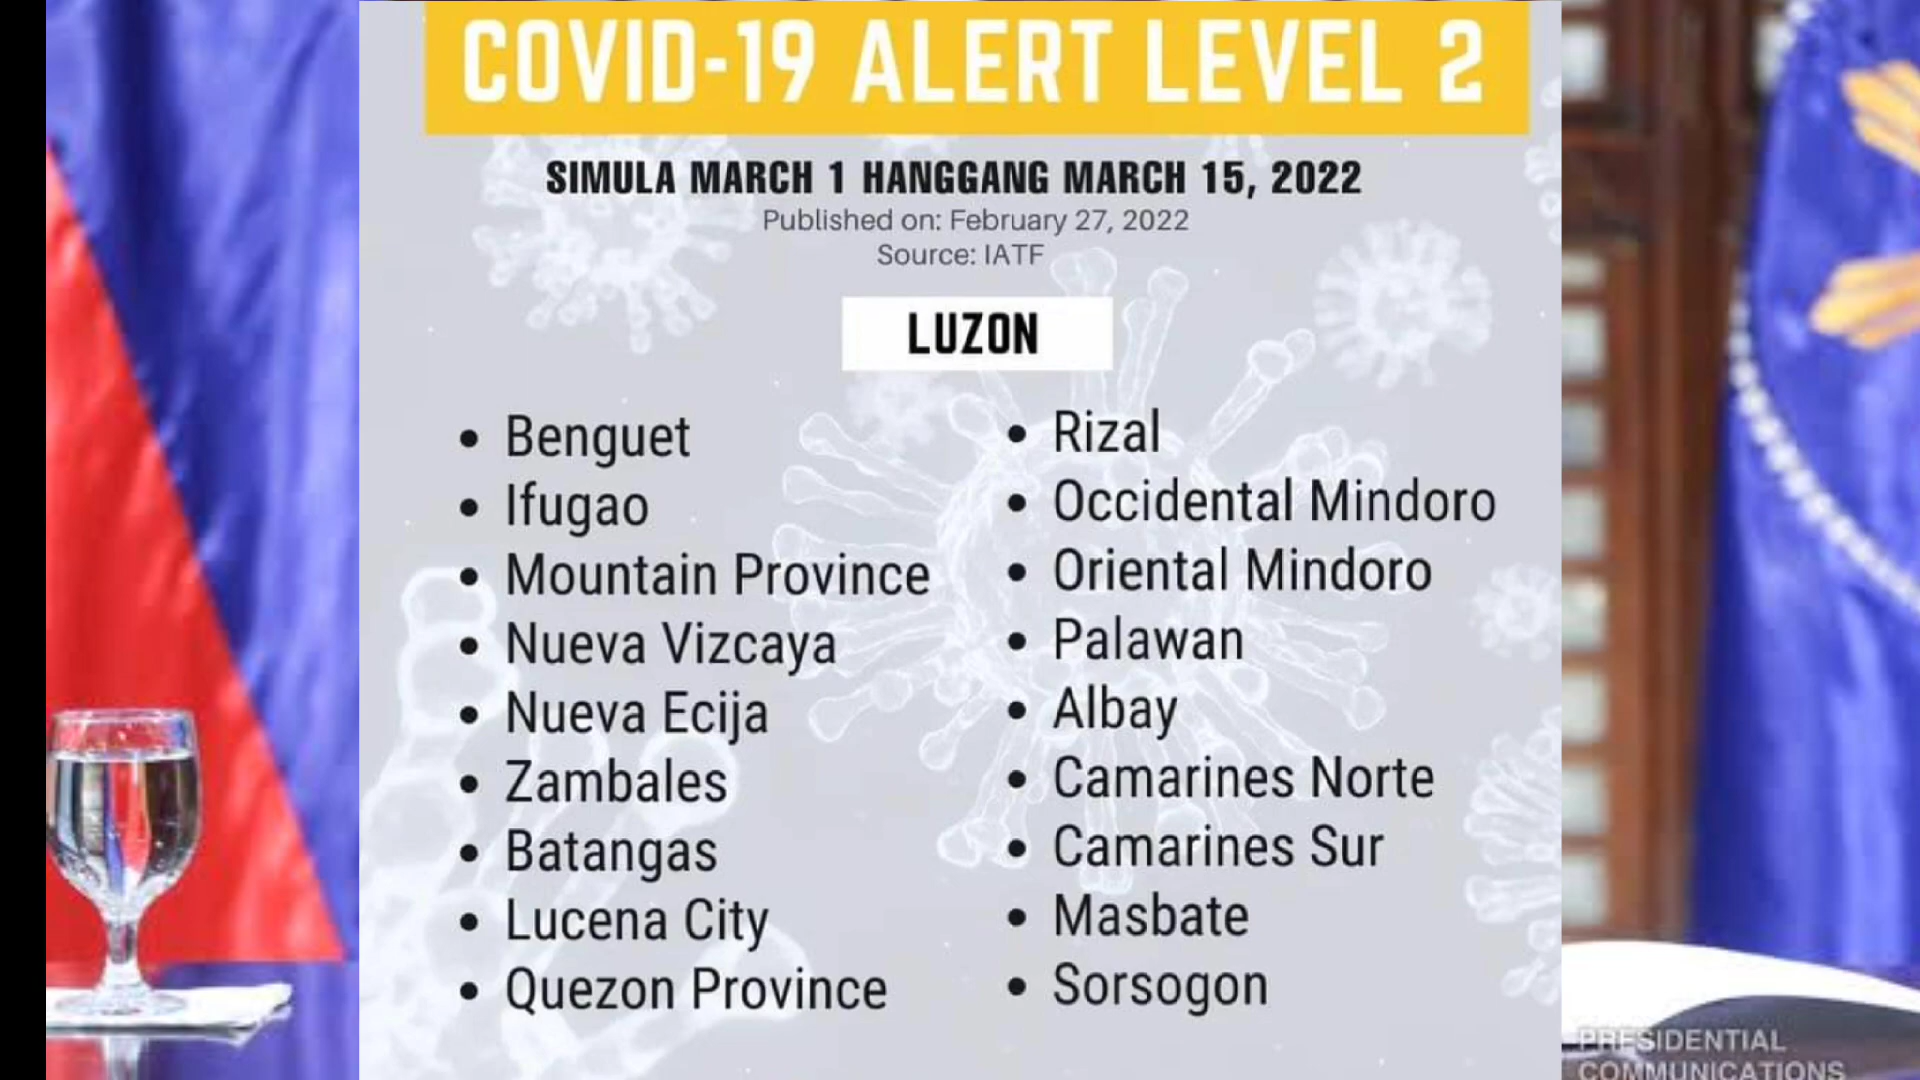 COVID-19 ALERT LEVEL 2
SIMULA MARCH 1 HANGGANG MARCH 15, 2022
Published on: February 27, 2022
Source: IATF
LUZON
• Benguet
• Ifugao
• Mountain Province
• Nueva Vizcaya
• Nueva Ecija
• Zambales
• Batangas
• Lucena City
• Quezon Province
• Rizal
• Occidental Mindoro
• Oriental Mindoro
• Palawan
• Albay
• Camarines Norte
• Camarines Sur
• Masbate
• Sorsogon
PRESIDENTIAL
COMMUNICATIONS